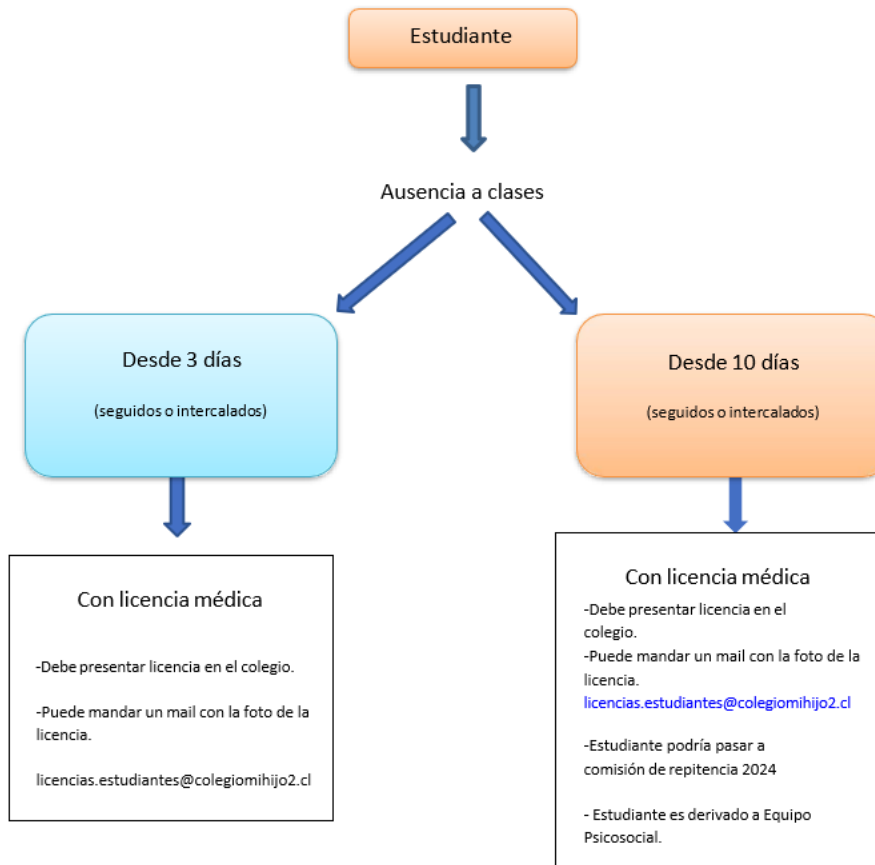 Estudiante
Ausencia a clases
Desde 3 días
(seguidos o intercalados)
Desde 10 días
(seguidos o intercalados)
Con licencia médica
-Debe presentar licencia en el colegio.
-Puede mandar un mail con la foto de la
licencia.
licencias.estudiantes@colegiomihijo2.cl
Con licencia médica
-Debe presentar licencia en el
colegio.
-Puede mandar un mail con la foto de la
licencia.
licencias.estudiantes@colegiomihijo2.cl
-Estudiante podría pasar a
comisión de repitencia 2024
- Estudiante es derivado a Equipo
Psicosocial.